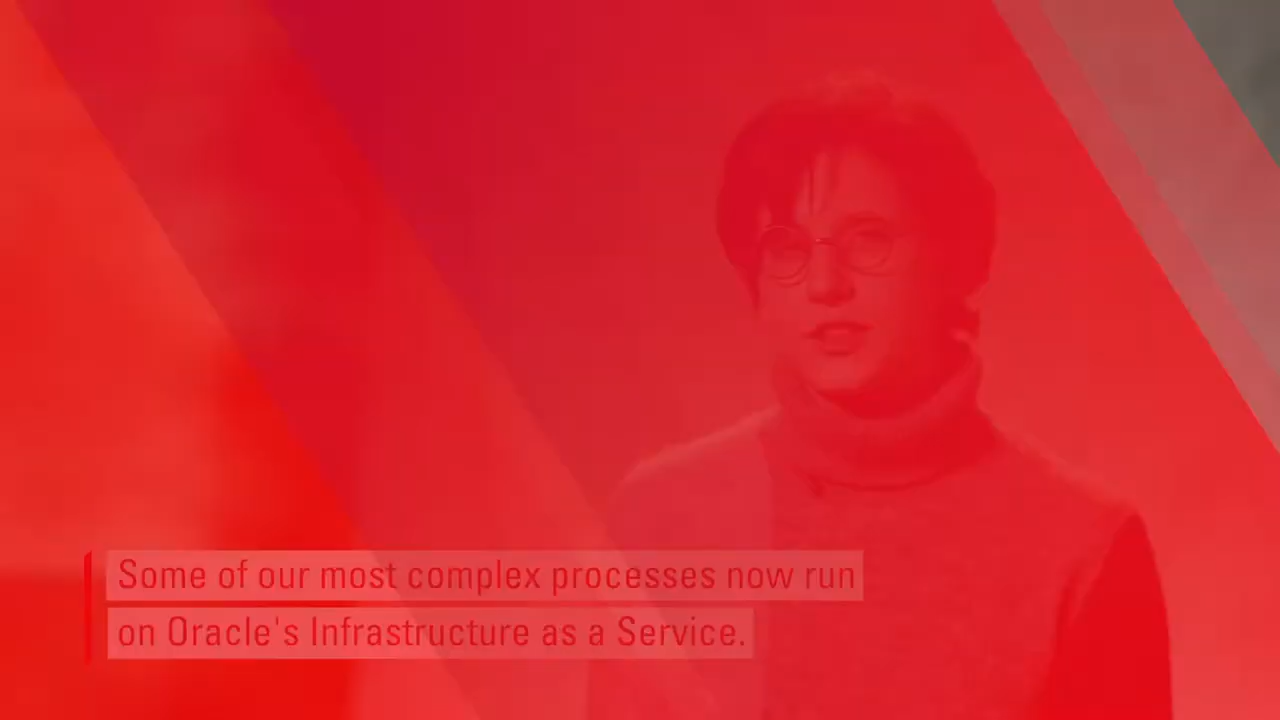 Some of our most complex processes now run
on Oracle's Infrastructure as a Service.